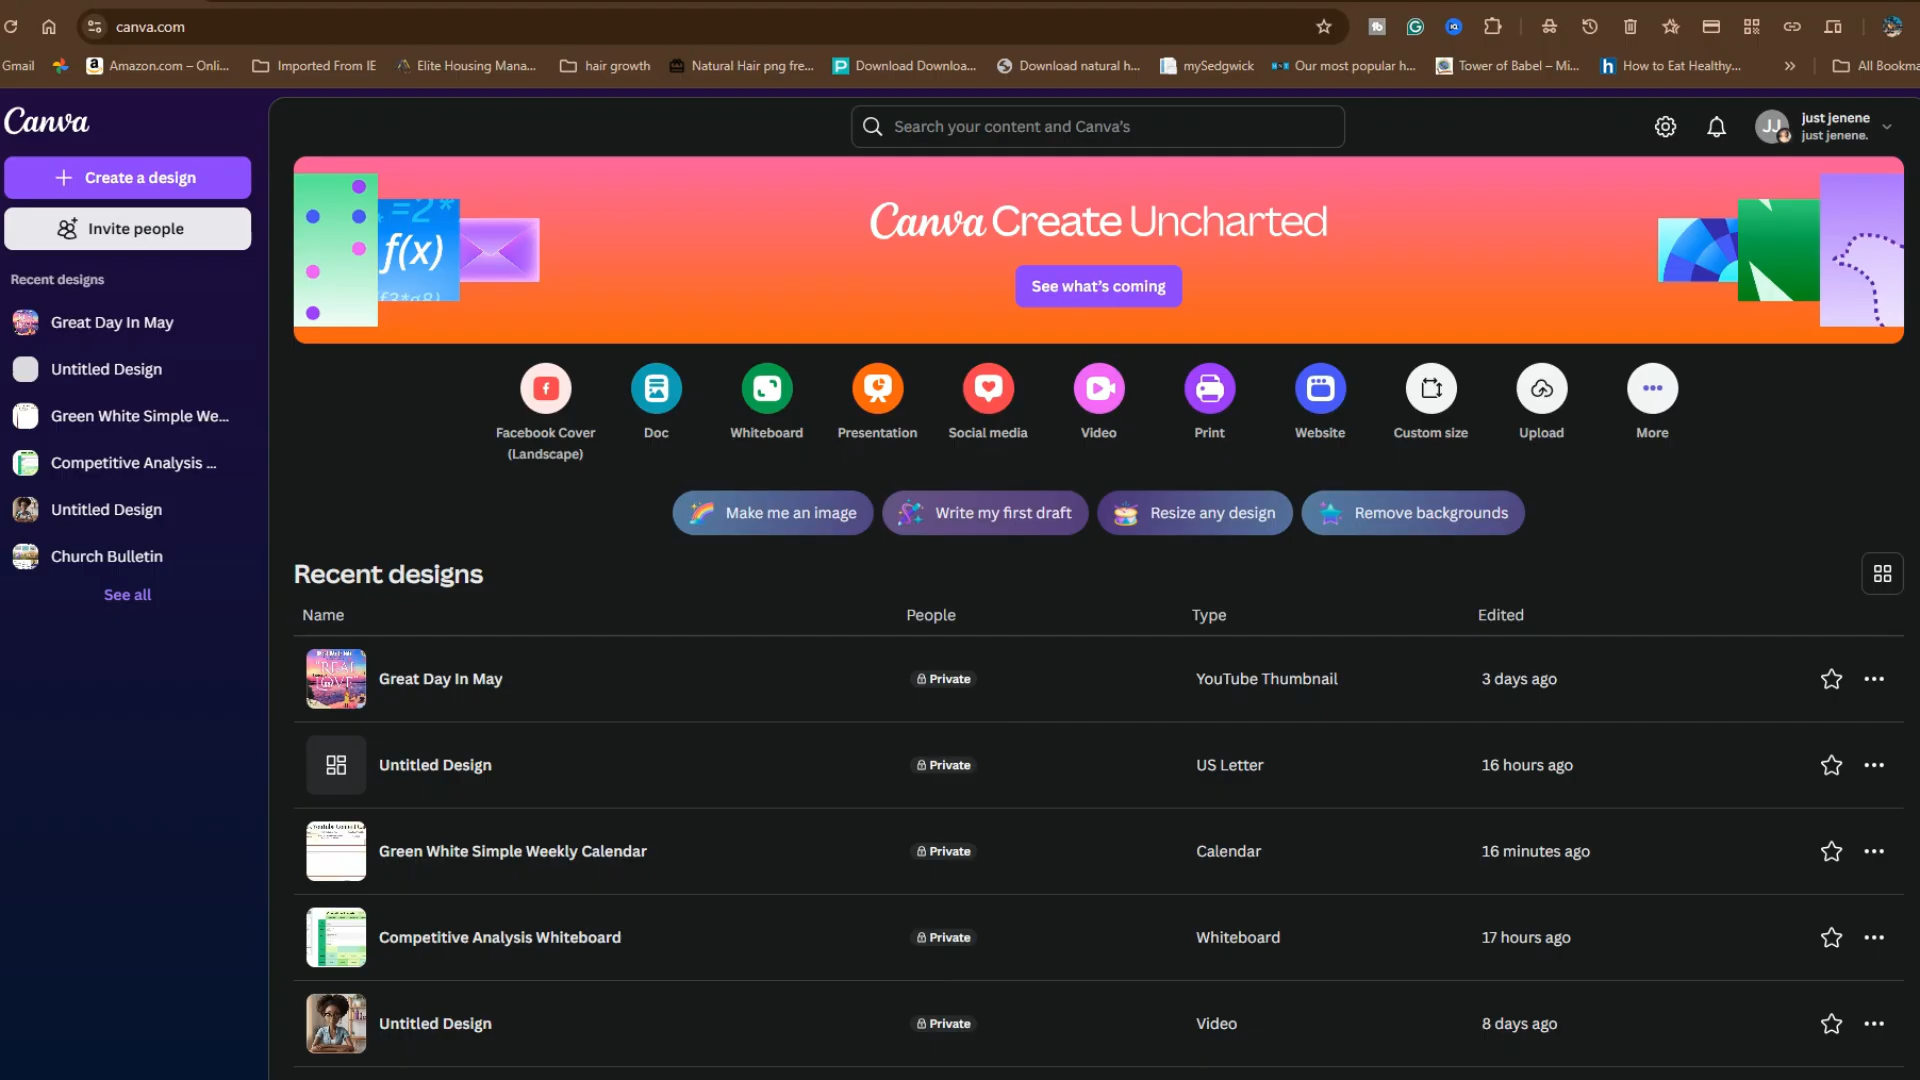 canva.com
Gmail
Amazon.com – Onli...
Imported From IE
Elite Housing Mana...
hair growth
Natural Hair png fre...
Download Downloa...
Download natural h...
mySedgwick
Our most popular h...
Tower of Babel – Mi...
How to Eat Healthy...
»
All Bookma
Canva
Search your content and Canva's
JJ
just jenene
just jenene.
Create a design
Invite people
Recent designs
Great Day In May
Untitled Design
Green White Simple We...
Competitive Analysis ...
Untitled Design
Church Bulletin
See all
=2*
f(x)
Canva Create Uncharted
See what's coming
Facebook Cover
(Landscape)
Doc
Whiteboard
Presentation
Social media
Video
Print
Website
Custom size
Upload
More
Make me an image
Write my first draft
Resize any design
Remove backgrounds
Recent designs
Name
People
Type
Edited
REAL
LOVE
Great Day In May
Private
YouTube Thumbnail
3 days ago
Untitled Design
Private
US Letter
16 hours ago
Green White Simple Weekly Calendar
Private
Calendar
16 minutes ago
Competitive Analysis Whiteboard
Private
Whiteboard
17 hours ago
Untitled Design
Private
Video
8 days ago